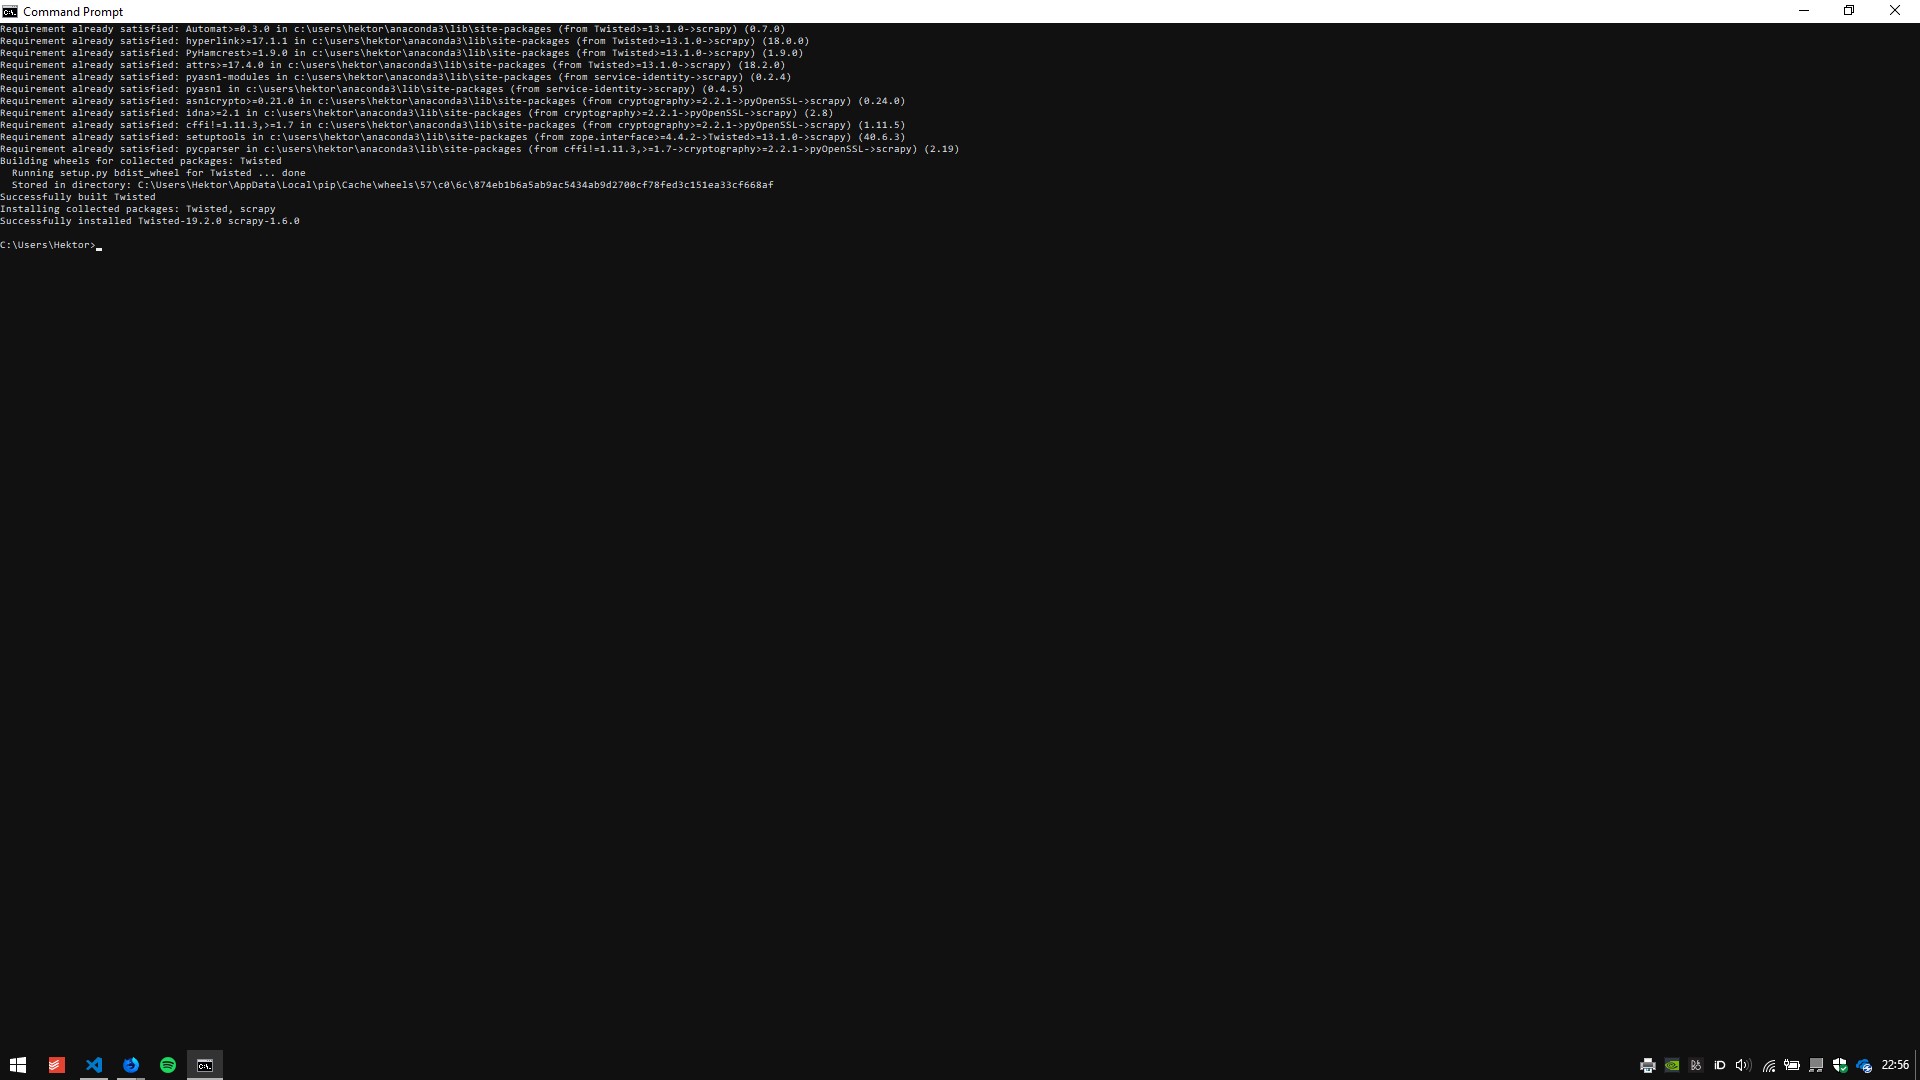 Command Prompt
Requirement already satisfied: Automat>=0.3.0 in c:\users\hektor\anaconda3\lib\site-packages (from Twisted>=13.1.0->scrapy) (0.7.0)
Requirement already satisfied: hyperlink>=17.1.1 in c:\users\hektor\anaconda3\lib\site-packages (from Twisted>=13.1.0->scrapy) (18.0.0)
Requirement already satisfied: PyHamcrest>=1.9.0 in c:\users\hektor\anaconda3\lib\site-packages (from Twisted>=13.1.0->scrapy) (1.9.0)
Requirement already satisfied: attrs>=17.4.0 in c:\users\hektor\anaconda3\lib\site-packages (from Twisted>=13.1.0->scrapy) (18.2.0)
Requirement already satisfied: pyasn1-modules in c:\users\hektor\anaconda3\lib\site-packages (from service-identity->scrapy) (0.2.4)
Requirement already satisfied: pyasn1 in c:\users\hektor\anaconda3\lib\site-packages (from service-identity->scrapy) (0.4.5)
Requirement already satisfied: asn1crypto>=0.21.0 in c:\users\hektor\anaconda3\lib\site-packages (from cryptography>=2.2.1->pyOpenSSL->scrapy) (0.24.0)
Requirement already satisfied: idna>=2.1 in c:\users\hektor\anaconda3\lib\site-packages (from cryptography>=2.2.1->pyOpenSSL->scrapy) (2.8)
Requirement already satisfied: cffi!=1.11.3,>=1.7 in c:\users\hektor\anaconda3\lib\site-packages (from cryptography>=2.2.1->pyOpenSSL->scrapy) (1.11.5)
Requirement already satisfied: setuptools in c:\users\hektor\anaconda3\lib\site-packages (from zope.interface>=4.4.2->Twisted>=13.1.0->scrapy) (40.6.3)
Requirement already satisfied: pycparser in c:\users\hektor\anaconda3\lib\site-packages (from cffi!=1.11.3,>=1.7->cryptography>=2.2.1->pyOpenSSL->scrapy) (2.19)
Building wheels for collected packages: Twisted
  Running setup.py bdist_wheel for Twisted ... done
  Stored in directory: C:\Users\Hektor\AppData\Local\pip\Cache\wheels\57\c0\6c\874eb1b6a5ab9ac5434ab9d2700cf78fed3c151ea33cf668af
Successfully built Twisted
Installing collected packages: Twisted, scrapy
Successfully installed Twisted-19.2.0 scrapy-1.6.0
C:\Users\Hektor>
22:56